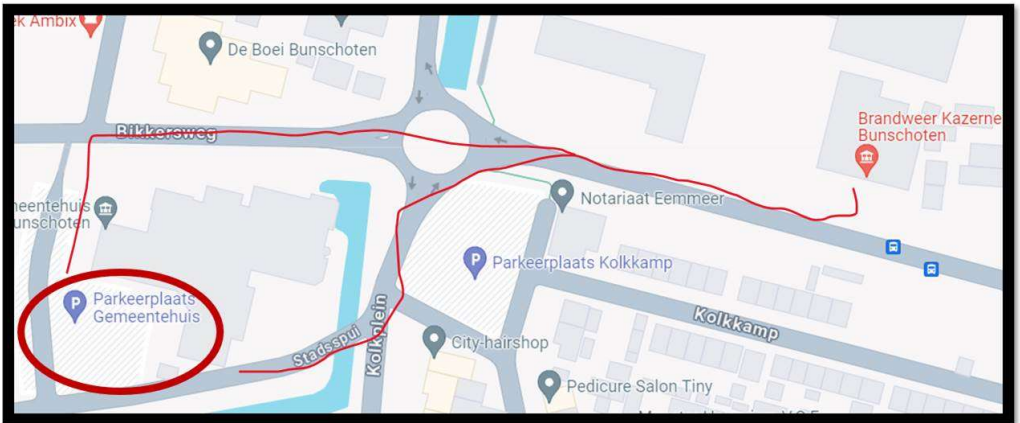 ek Ambix
De Boei Bunschoten
Bikkersweg
Brandweer Kazerne
Bunschoten
Notariaat Eemmeer
neentehuis
unschoten
Parkeerplaats Kolkkamp
Parkeerplaats
Gemeentehuis
Kolkplein
Stadsspui
City-hairshop
Kolkkamp
Pedicure Salon Tiny